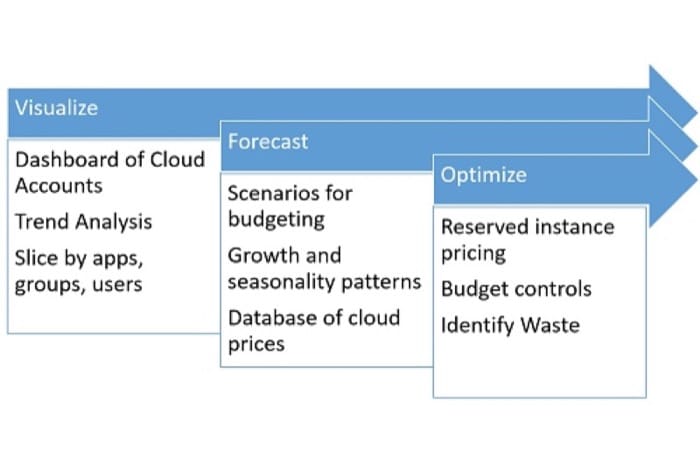 Visualize
Dashboard of Cloud
Accounts
Trend Analysis
Slice by apps,
groups, users
Forecast
Scenarios for
budgeting
Growth and
seasonality patterns
Database of cloud
prices
Optimize
Reserved instance
pricing
Budget controls
Identify Waste